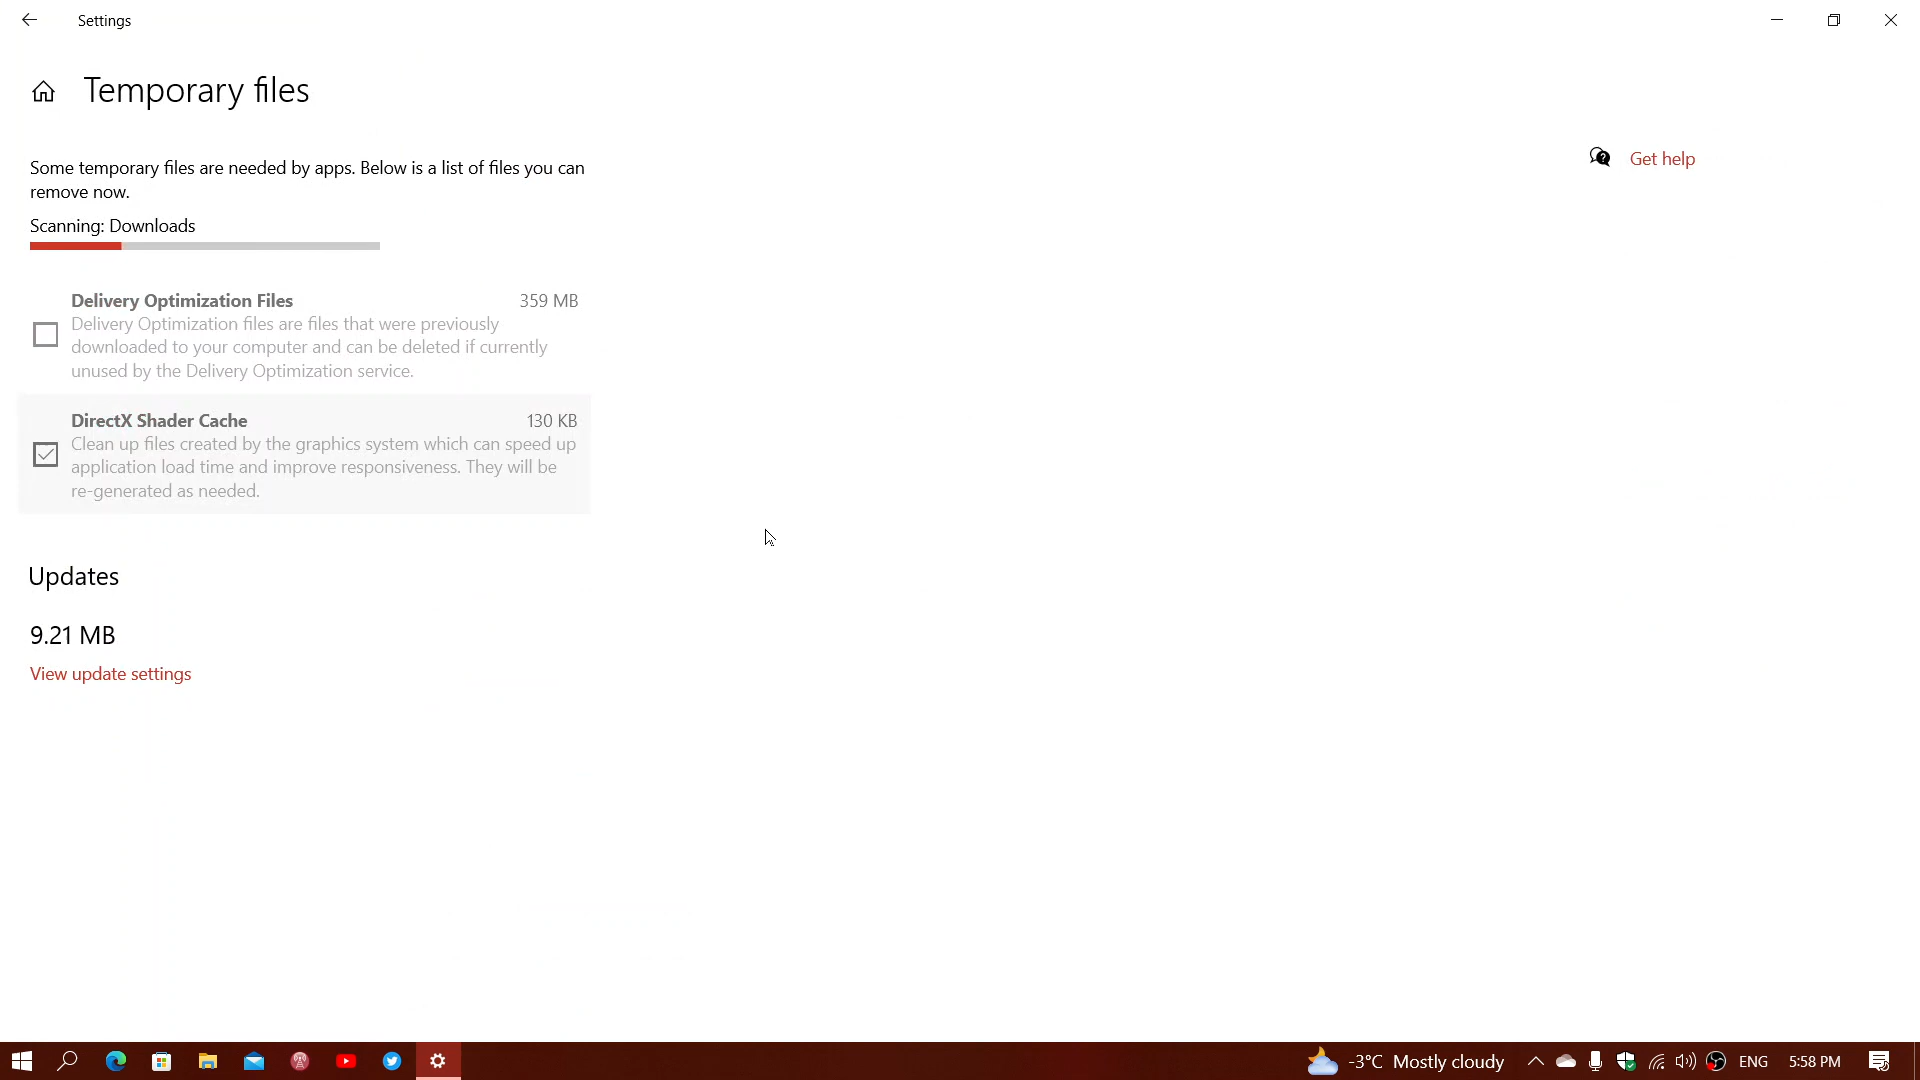 Settings
Temporary files
Some temporary files are needed by apps. Below is a list of files you can
remove now.
Get help
Scanning: Downloads
Delivery Optimization Files 359 MB
Delivery Optimization files are files that were previously
downloaded to your computer and can be deleted if currently
unused by the Delivery Optimization service.
DirectX Shader Cache 130 KB
Clean up files created by the graphics system which can speed up
application load time and improve responsiveness. They will be
re-generated as needed.
Updates
9.21 MB
View update settings
-3°C Mostly cloudy ENG 5:58 PM